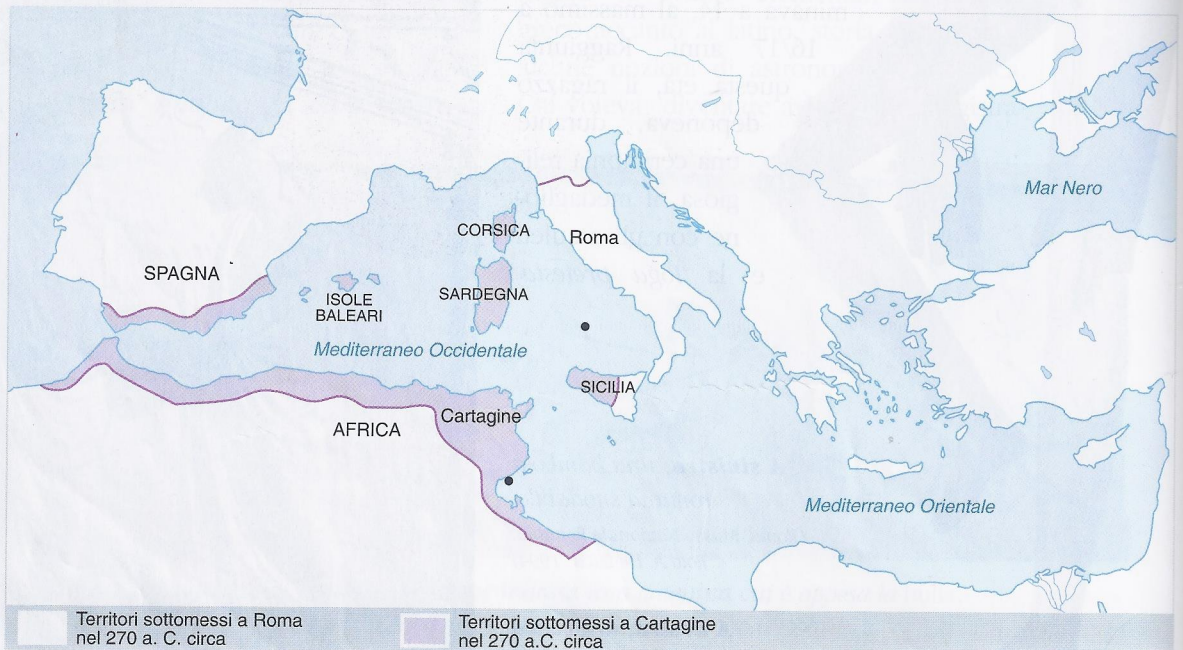 Mar Nero
CORSICA
Roma
SPAGNA
ISOLE
BALEARI
SARDEGNA
Mediterraneo Occidentale
SICILIA
Cartagine
AFRICA
Mediterraneo Orientale
Territori sottomessi a Roma
nel 270 a. C. circa
Territori sottomessi a Cartagine
nel 270 a.C. circa